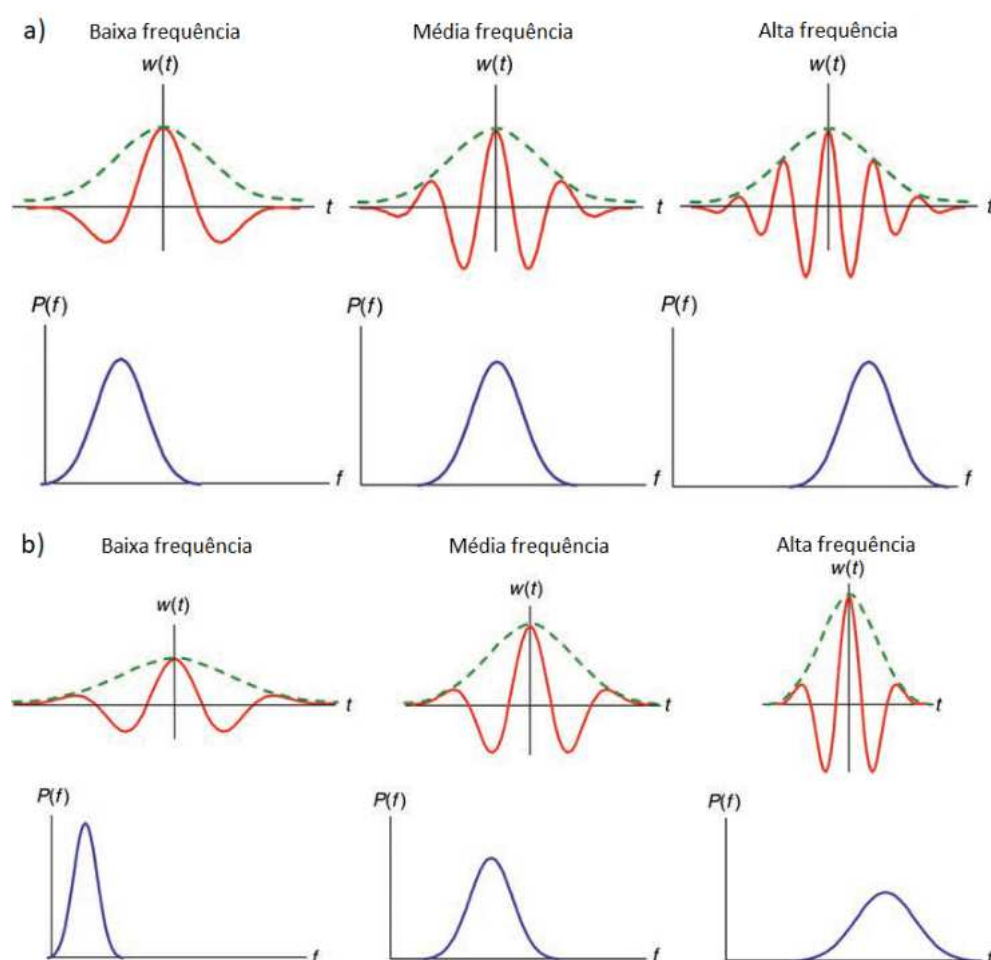 a)
Baixa frequência
Média frequência
Alta frequência
w(t)
w(t)
w(t)
t
t
t
P(f)
P(f)
P(f)
f
f
f
b)
Baixa frequência
Média frequência
Alta frequência
w(t)
w(t)
w(t)
t
t
t
P(f)
P(f)
P(f)
f
f
f